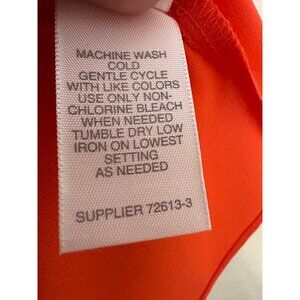 MACHINE WASH
COLD
GENTLE CYCLE
WITH LIKE COLORS
USE ONLY NON-
CHLORINE BLEACH
WHEN NEEDED
TUMBLE DRY LOW
IRON ON LOWEST
SETTING
AS NEEDED
SUPPLIER 72613-3